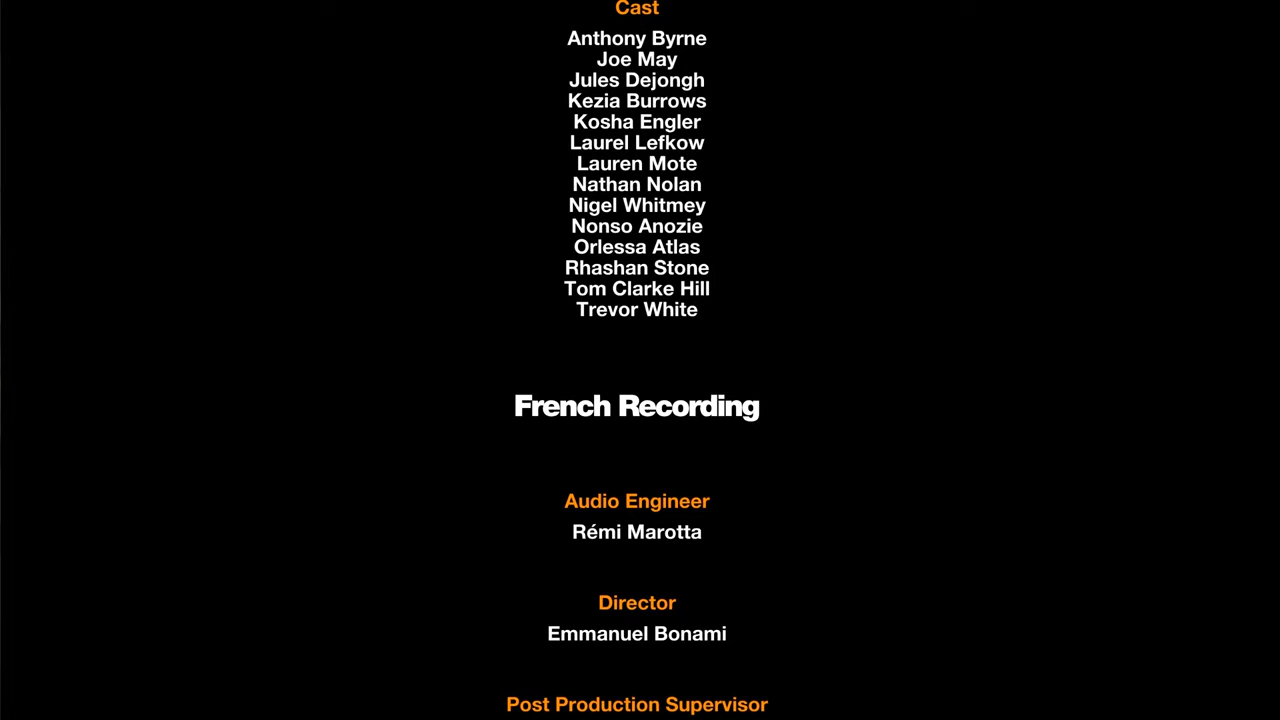 Cast
Anthony Byrne
Joe May
Jules Dejongh
Kezia Burrows
Kosha Engler
Laurel Lefkow
Lauren Mote
Nathan Nolan
Nigel Whitmey
Nonso Anozie
Orlessa Atlas
Rhashan Stone
Tom Clarke Hill
Trevor White
French Recording
Audio Engineer
Rémi Marotta
Director
Emmanuel Bonami
Post Production Supervisor